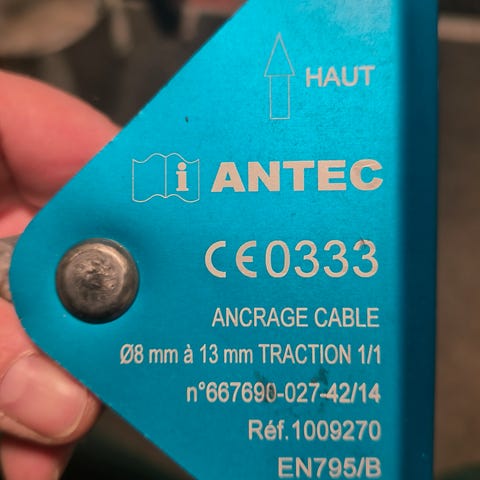 HAUT
i ANTEC
CE0333
ANCRAGE CABLE
Ø8 mm à 13 mm TRACTION 1/1
n°667690-027-42/14
Réf.1009270
EN795/B